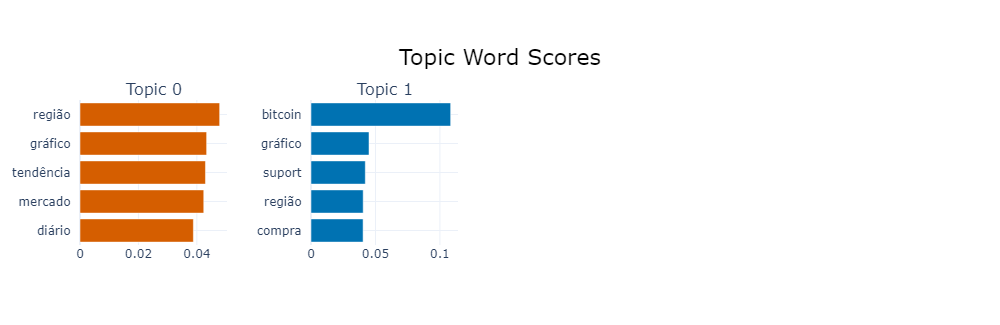 Topic Word Scores
Topic 0
Topic 1
região
gráfico
tendência
mercado
diário
0 0.02 0.04
bitcoin
gráfico
suport
região
compra
0 0.05 0.1